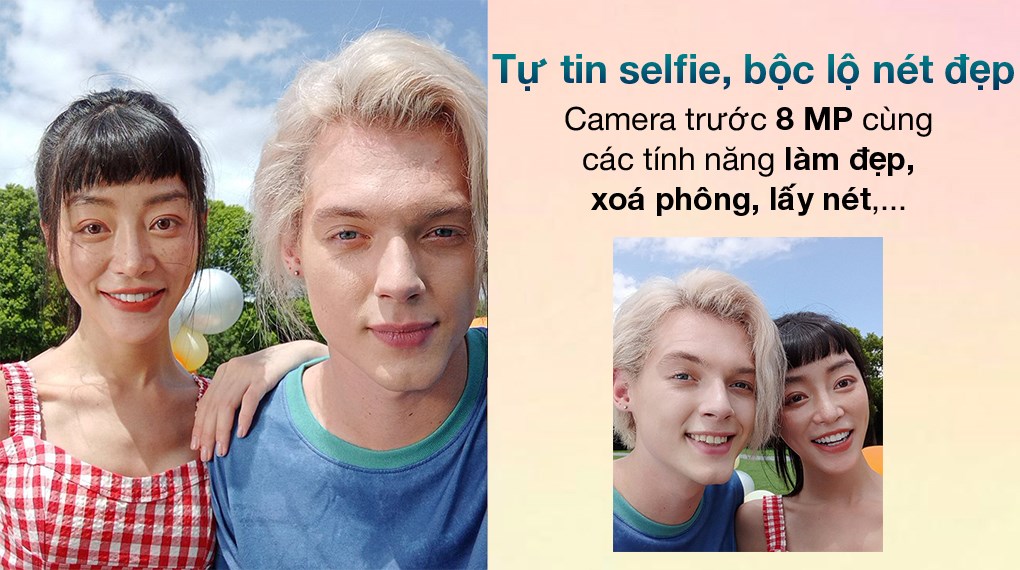 Tự tin selfie, bộc lộ nét đẹp
Camera trước 8 MP cùng
các tính năng làm đẹp,
xoá phông, lấy nét,...